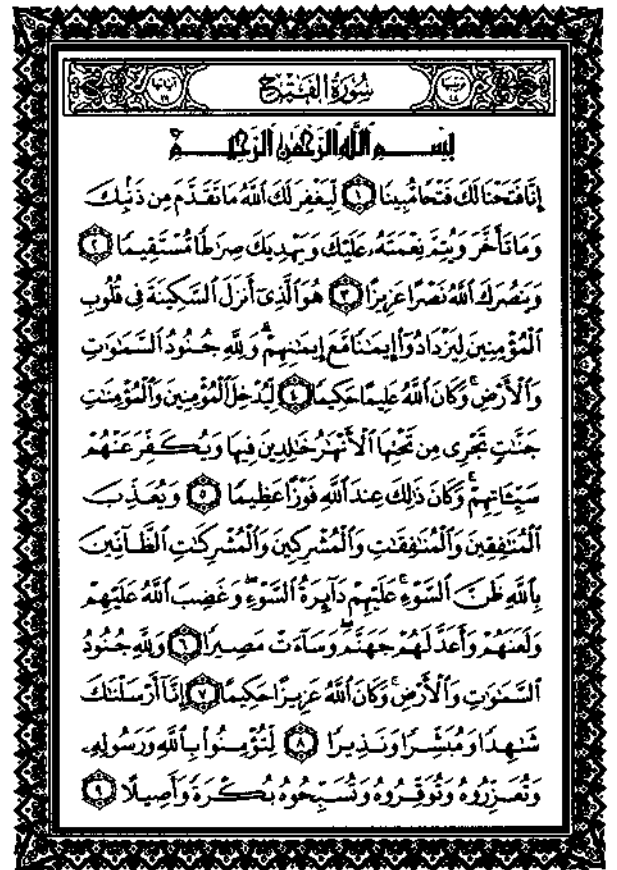 ترتيبها ٤٨ سُورَةُ الفَتْحِ آياتها ٢٩
بِسْمِ ٱللَّهِ ٱلرَّحْمَٰنِ ٱلرَّحِيمِ
إِنَّا فَتَحْنَا لَكَ فَتْحًا مُّبِينًا ۝١ لِّيَغْفِرَ لَكَ ٱللَّهُ مَا تَقَدَّمَ مِن ذَنۢبِكَ
وَمَا تَأَخَّرَ وَيُتِمَّ نِعْمَتَهُۥ عَلَيْكَ وَيَهْدِيَكَ صِرَٰطًا مُّسْتَقِيمًا ۝٢
وَيَنصُرَكَ ٱللَّهُ نَصْرًا عَزِيزًا ۝٣ هُوَ ٱلَّذِىٓ أَنزَلَ ٱلسَّكِينَةَ فِى قُلُوبِ
ٱلْمُؤْمِنِينَ لِيَزْدَادُوٓا۟ إِيمَٰنًا مَّعَ إِيمَٰنِهِمْ ۗ وَلِلَّهِ جُنُودُ ٱلسَّمَٰوَٰتِ
وَٱلْأَرْضِ ۚ وَكَانَ ٱللَّهُ عَلِيمًا حَكِيمًا ۝٤ لِّيُدْخِلَ ٱلْمُؤْمِنِينَ وَٱلْمُؤْمِنَٰتِ
جَنَّٰتٍ تَجْرِى مِن تَحْتِهَا ٱلْأَنْهَٰرُ خَٰلِدِينَ فِيهَا وَيُكَفِّرَ عَنْهُمْ
سَيِّـَٔاتِهِمْ ۚ وَكَانَ ذَٰلِكَ عِندَ ٱللَّهِ فَوْزًا عَظِيمًا ۝٥ وَيُعَذِّبَ
ٱلْمُنَٰفِقِينَ وَٱلْمُنَٰفِقَٰتِ وَٱلْمُشْرِكِينَ وَٱلْمُشْرِكَٰتِ ٱلظَّآنِّينَ
بِٱللَّهِ ظَنَّ ٱلسَّوْءِ ۚ عَلَيْهِمْ دَآئِرَةُ ٱلسَّوْءِ ۖ وَغَضِبَ ٱللَّهُ عَلَيْهِمْ
وَلَعَنَهُمْ وَأَعَدَّ لَهُمْ جَهَنَّمَ ۖ وَسَآءَتْ مَصِيرًا ۝٦ وَلِلَّهِ جُنُودُ
ٱلسَّمَٰوَٰتِ وَٱلْأَرْضِ ۚ وَكَانَ ٱللَّهُ عَزِيزًا حَكِيمًا ۝٧ إِنَّآ أَرْسَلْنَٰكَ
شَٰهِدًا وَمُبَشِّرًا وَنَذِيرًا ۝٨ لِّتُؤْمِنُوا۟ بِٱللَّهِ وَرَسُولِهِۦ
وَتُعَزِّرُوهُ وَتُوَقِّرُوهُ وَتُسَبِّحُوهُ بُكْرَةً وَأَصِيلًا ۝٩